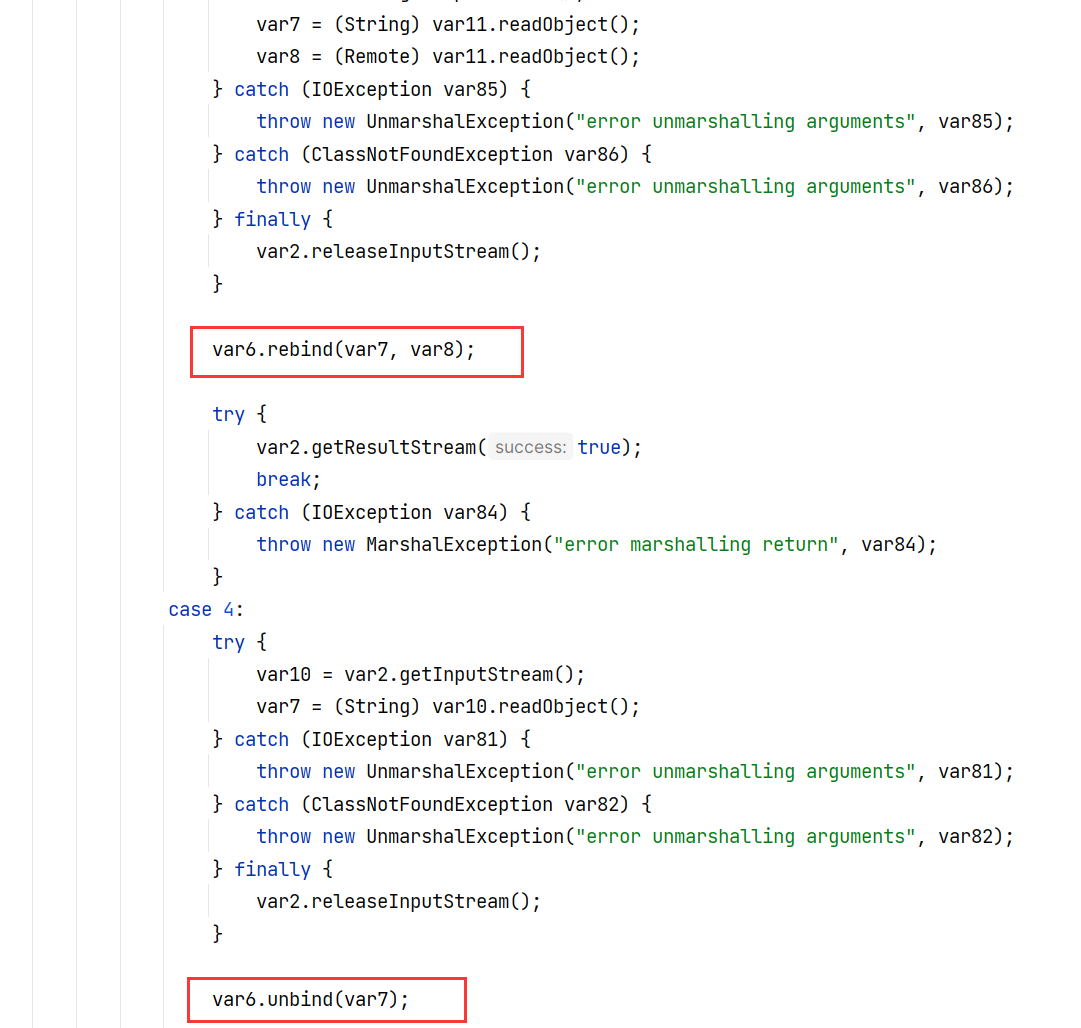 var7 = (String) var11.readObject();
var8 = (Remote) var11.readObject();
} catch (IOException var85) {
throw new UnmarshalException("error unmarshalling arguments", var85);
} catch (ClassNotFoundException var86) {
throw new UnmarshalException("error unmarshalling arguments", var86);
} finally {
var2.releaseInputStream();
}
var6.rebind(var7, var8);
try {
var2.getResultStream( success: true);
break;
} catch (IOException var84) {
throw new MarshalException("error marshalling return", var84);
}
case 4:
try {
var10 = var2.getInputStream();
var7 = (String) var10.readObject();
} catch (IOException var81) {
throw new UnmarshalException("error unmarshalling arguments", var81);
} catch (ClassNotFoundException var82) {
throw new UnmarshalException("error unmarshalling arguments", var82);
} finally {
var2.releaseInputStream();
}
var6.unbind(var7);